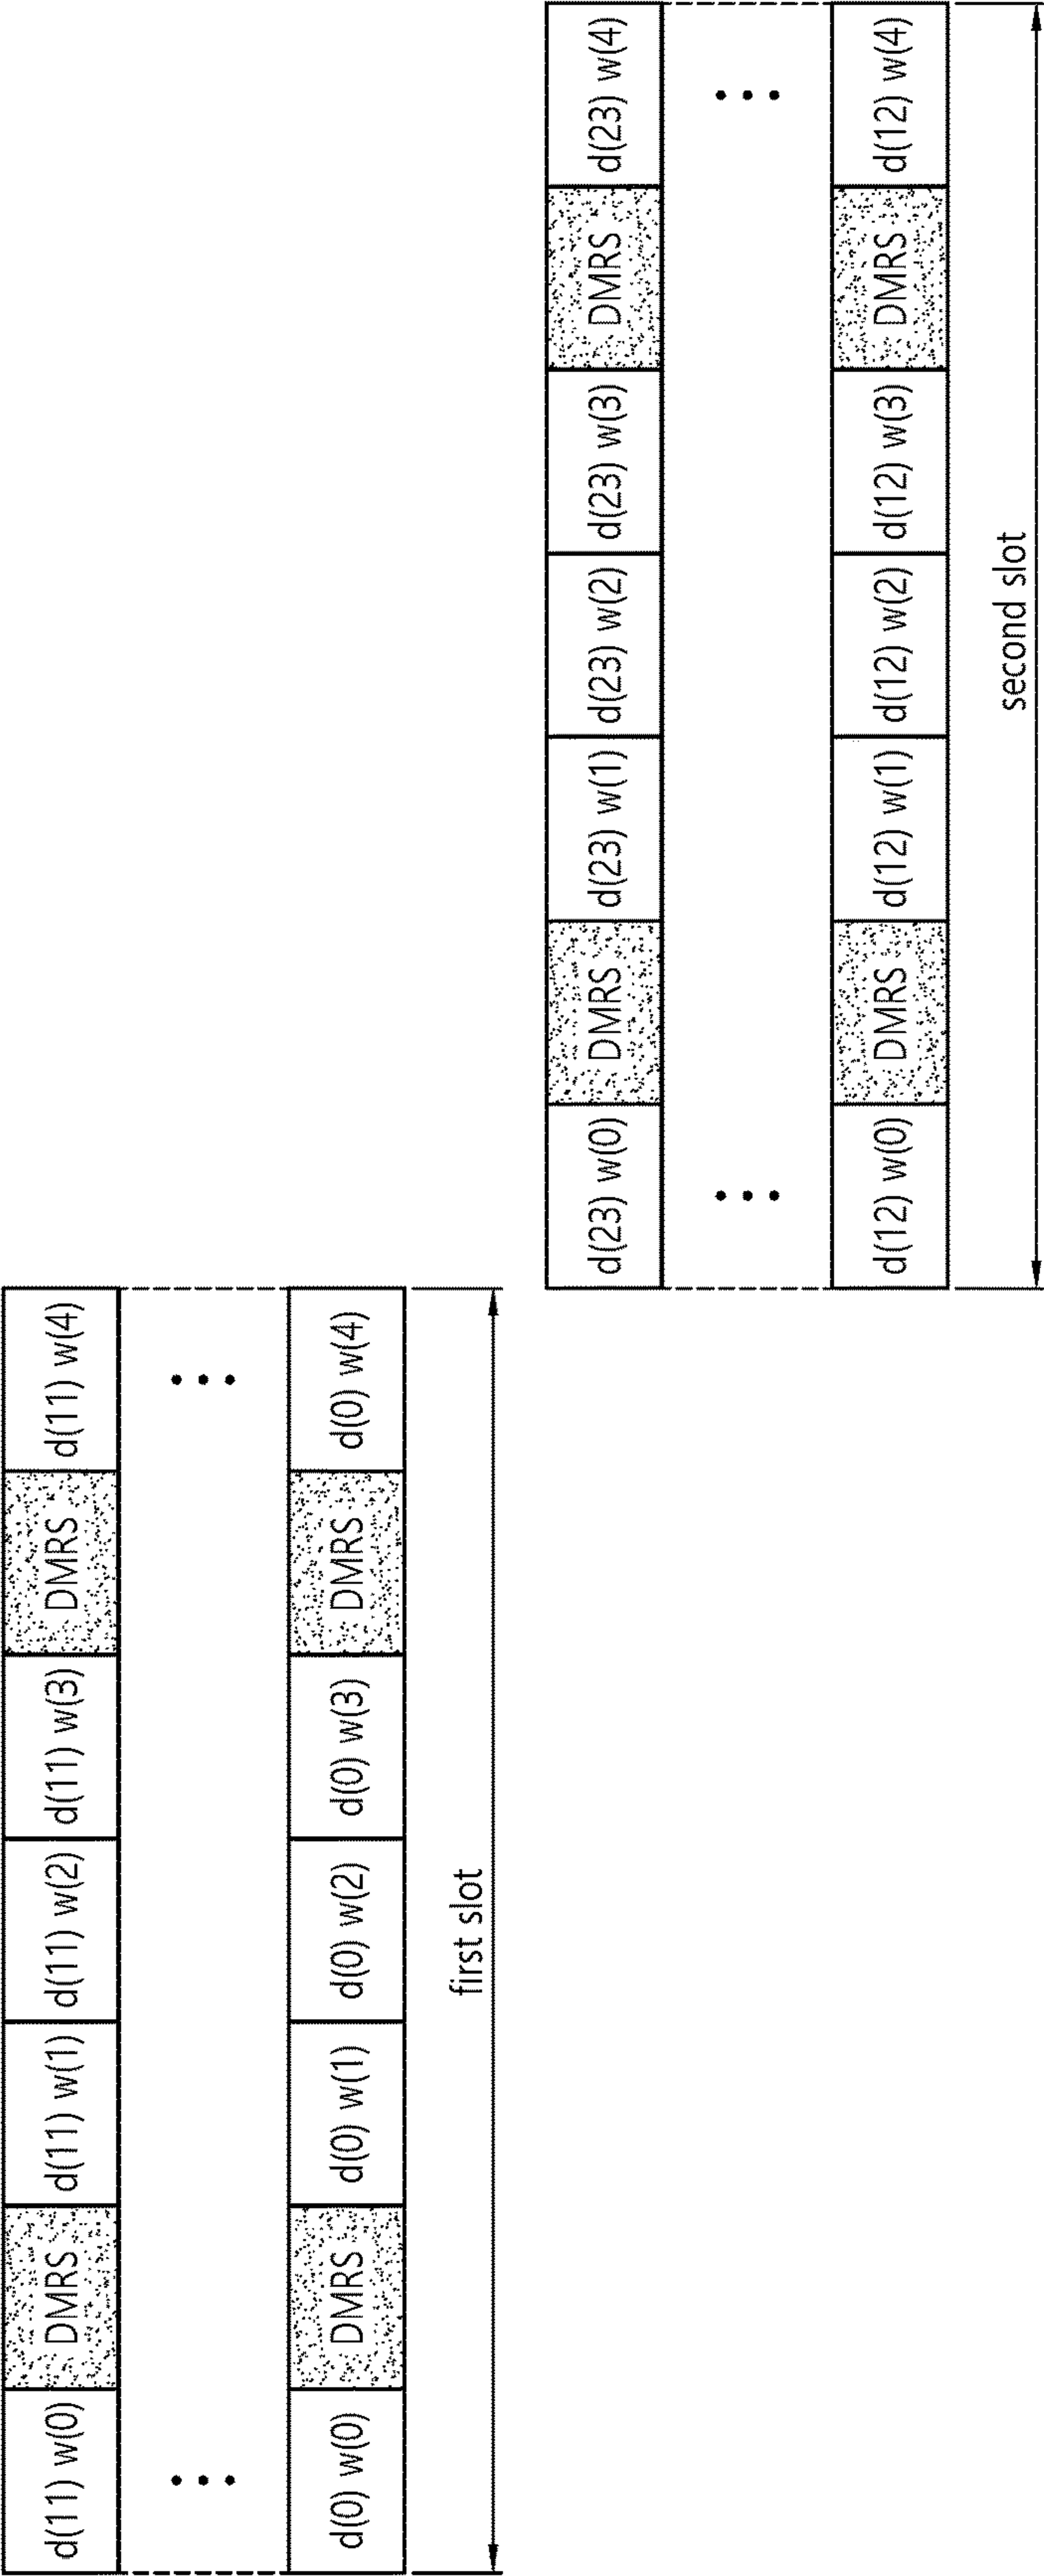 d(11) w(0) DMRS d(11) w(1) d(11) w(2) d(11) w(3) DMRS d(11) w(4)
d(0) w(0) DMRS d(0) w(1) d(0) w(2) d(0) w(3) DMRS d(0) w(4)
first slot
d(23) w(0) DMRS d(23) w(1) d(23) w(2) d(23) w(3) DMRS d(23) w(4)
d(12) w(0) DMRS d(12) w(1) d(12) w(2) d(12) w(3) DMRS d(12) w(4)
second slot